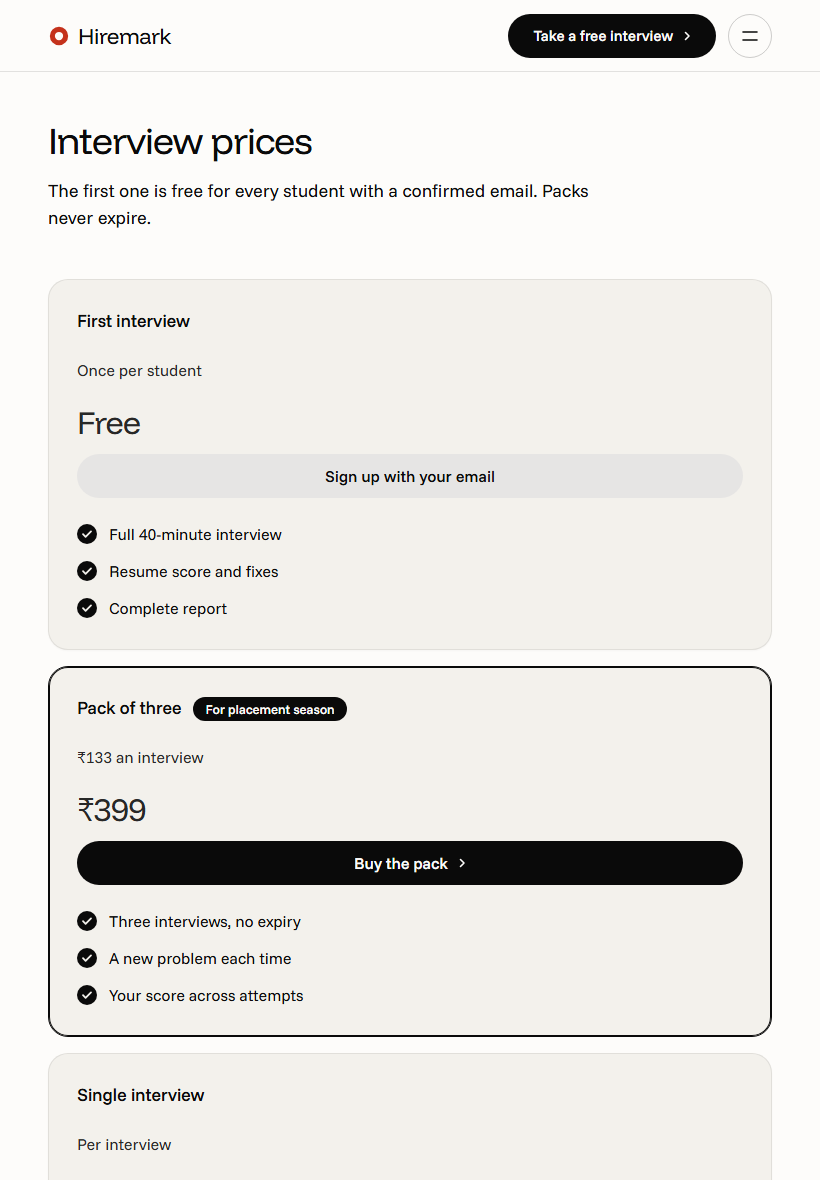 Hiremark
Take a free interview
Interview prices
The first one is free for every student with a confirmed email. Packs
never expire.
First interview
Once per student
Free
Sign up with your email
Full 40-minute interview
Resume score and fixes
Complete report
Pack of three
For placement season
₹133 an interview
₹399
Buy the pack
Three interviews, no expiry
A new problem each time
Your score across attempts
Single interview
Per interview